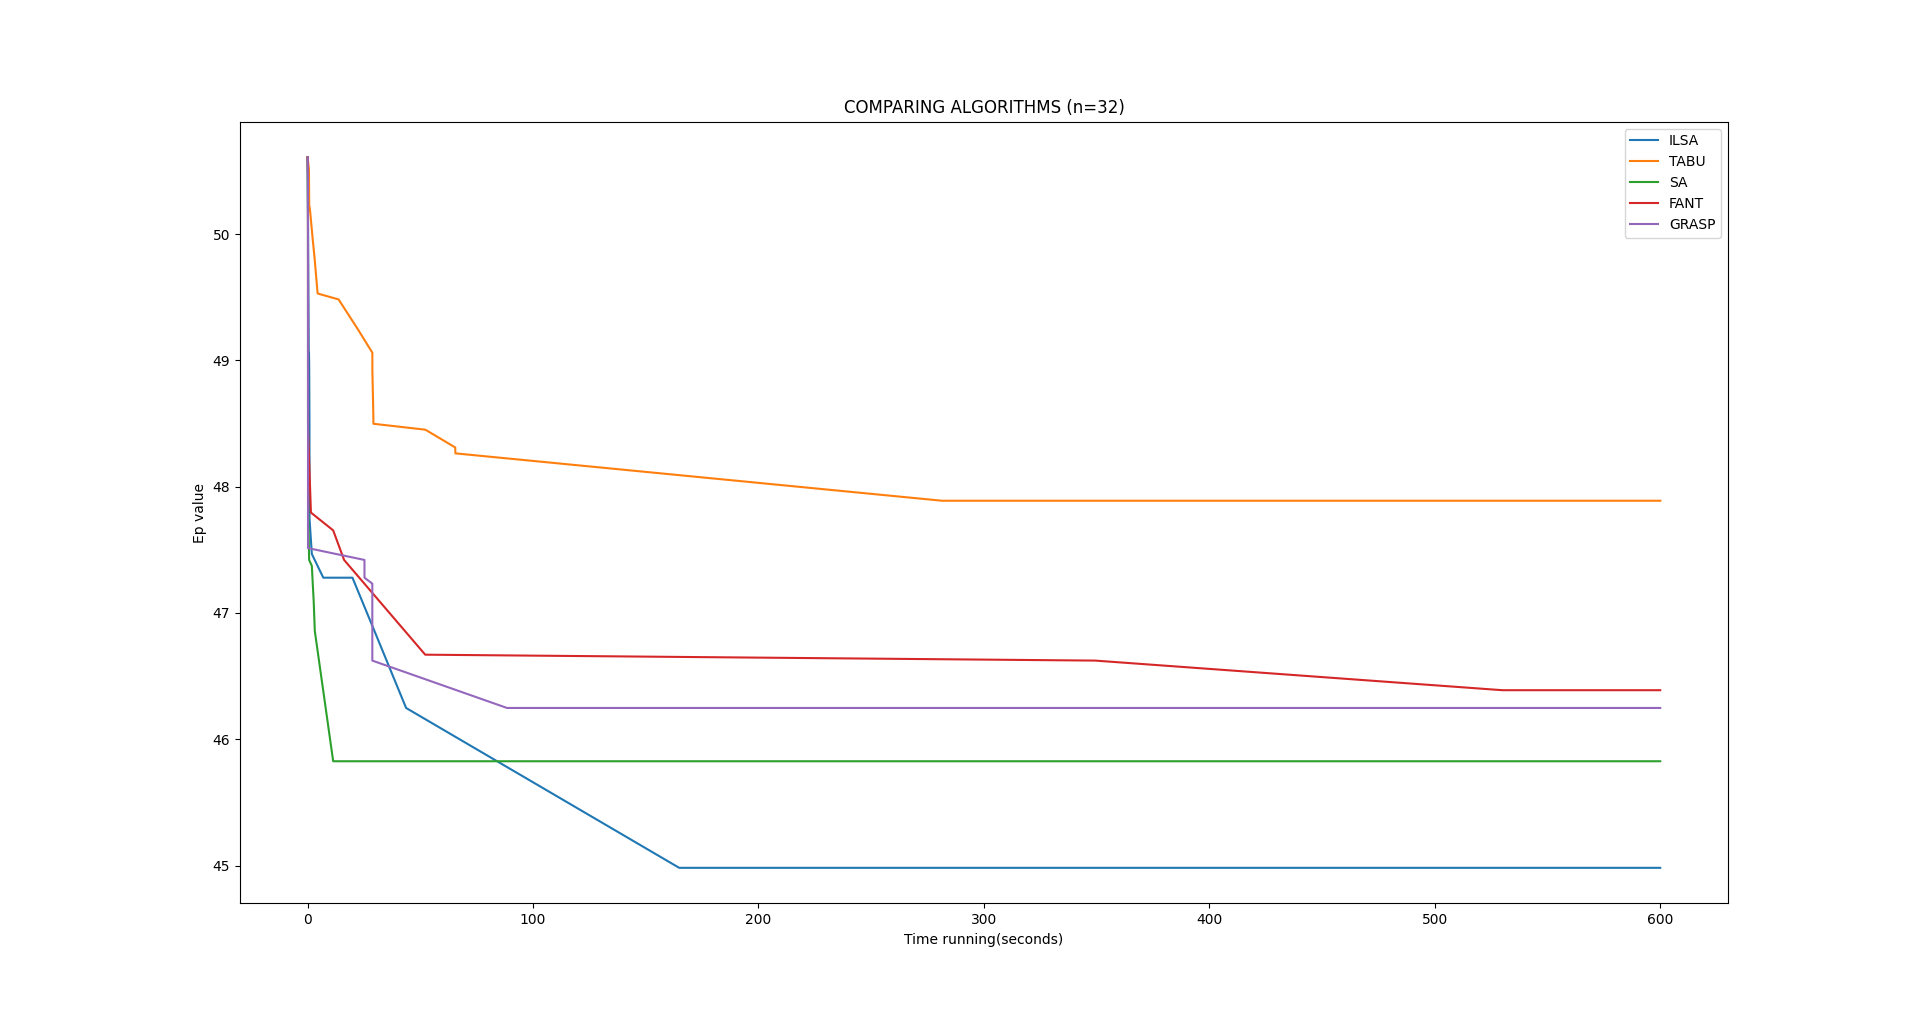 COMPARING ALGORITHMS (n=32)
ILSA
TABU
SA
FANT
GRASP
50
49
48
47
46
45
Ep value
0 100 200 300 400 500 600
Time running(seconds)